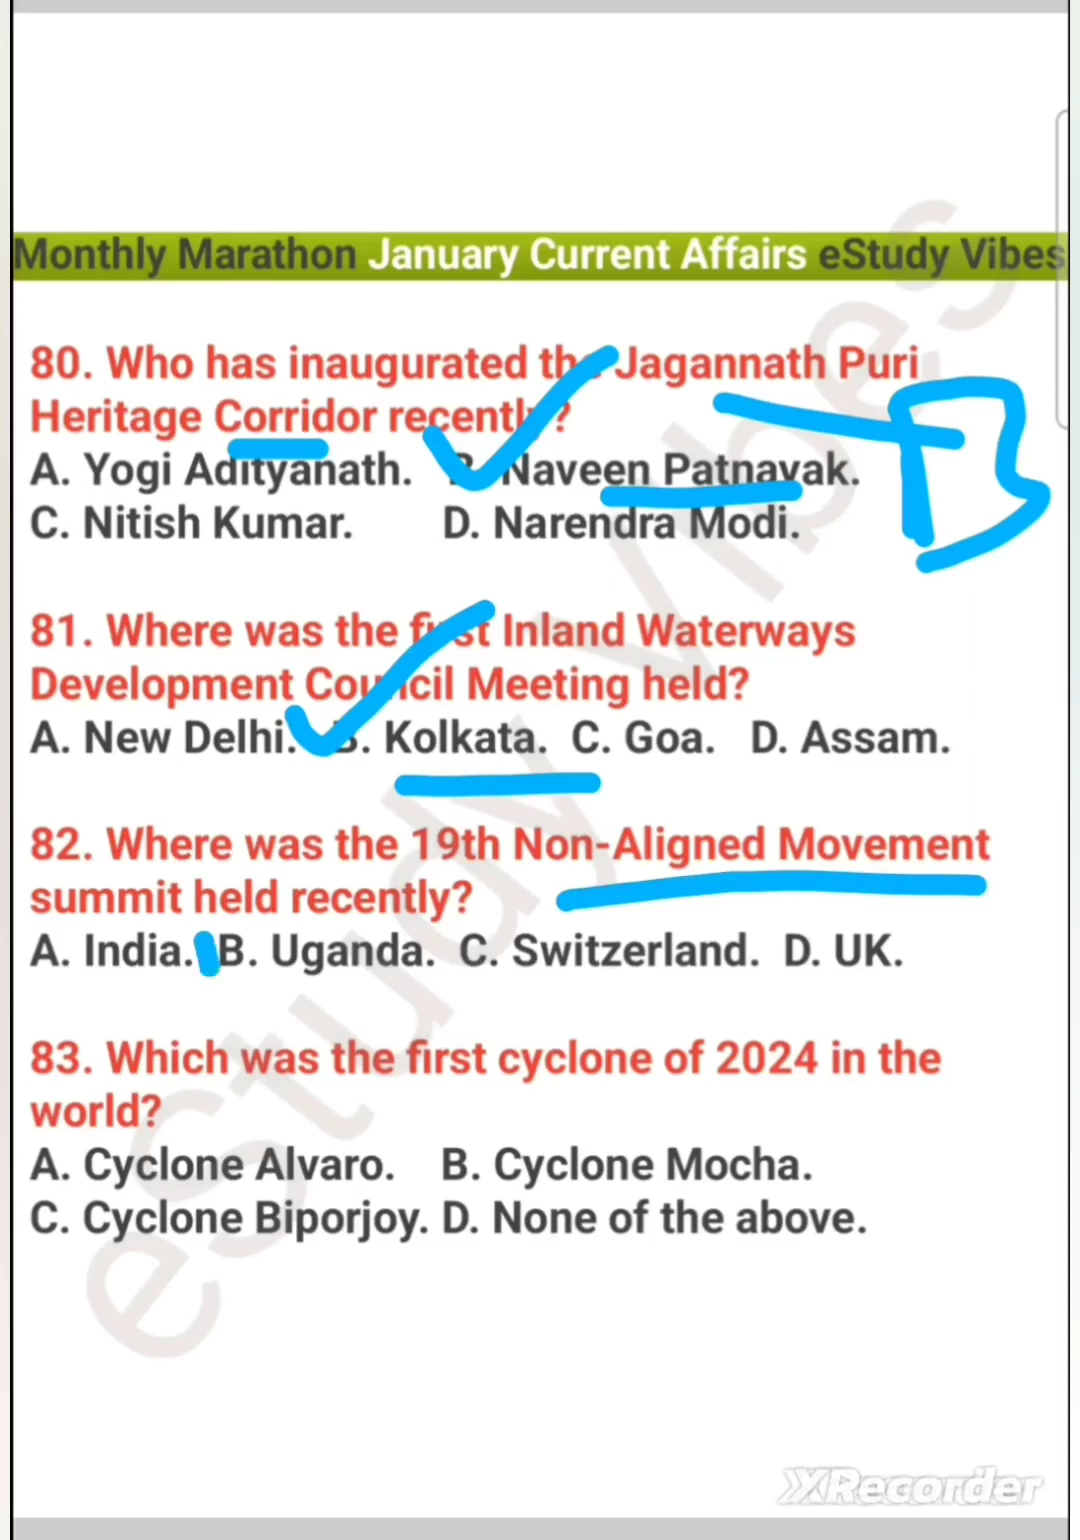 Monthly Marathon January Current Affairs eStudy Vibes
80. Who has inaugurated the Jagannath Puri
Heritage Corridor recently?
A. Yogi Adityanath. B. Naveen Patnayak.
C. Nitish Kumar. D. Narendra Modi.
81. Where was the first Inland Waterways
Development Council Meeting held?
A. New Delhi. B. Kolkata. C. Goa. D. Assam.
82. Where was the 19th Non-Aligned Movement
summit held recently?
A. India. B. Uganda. C. Switzerland. D. UK.
83. Which was the first cyclone of 2024 in the
world?
A. Cyclone Alvaro. B. Cyclone Mocha.
C. Cyclone Biporjoy. D. None of the above.
eStudy Vibes
XRecorder